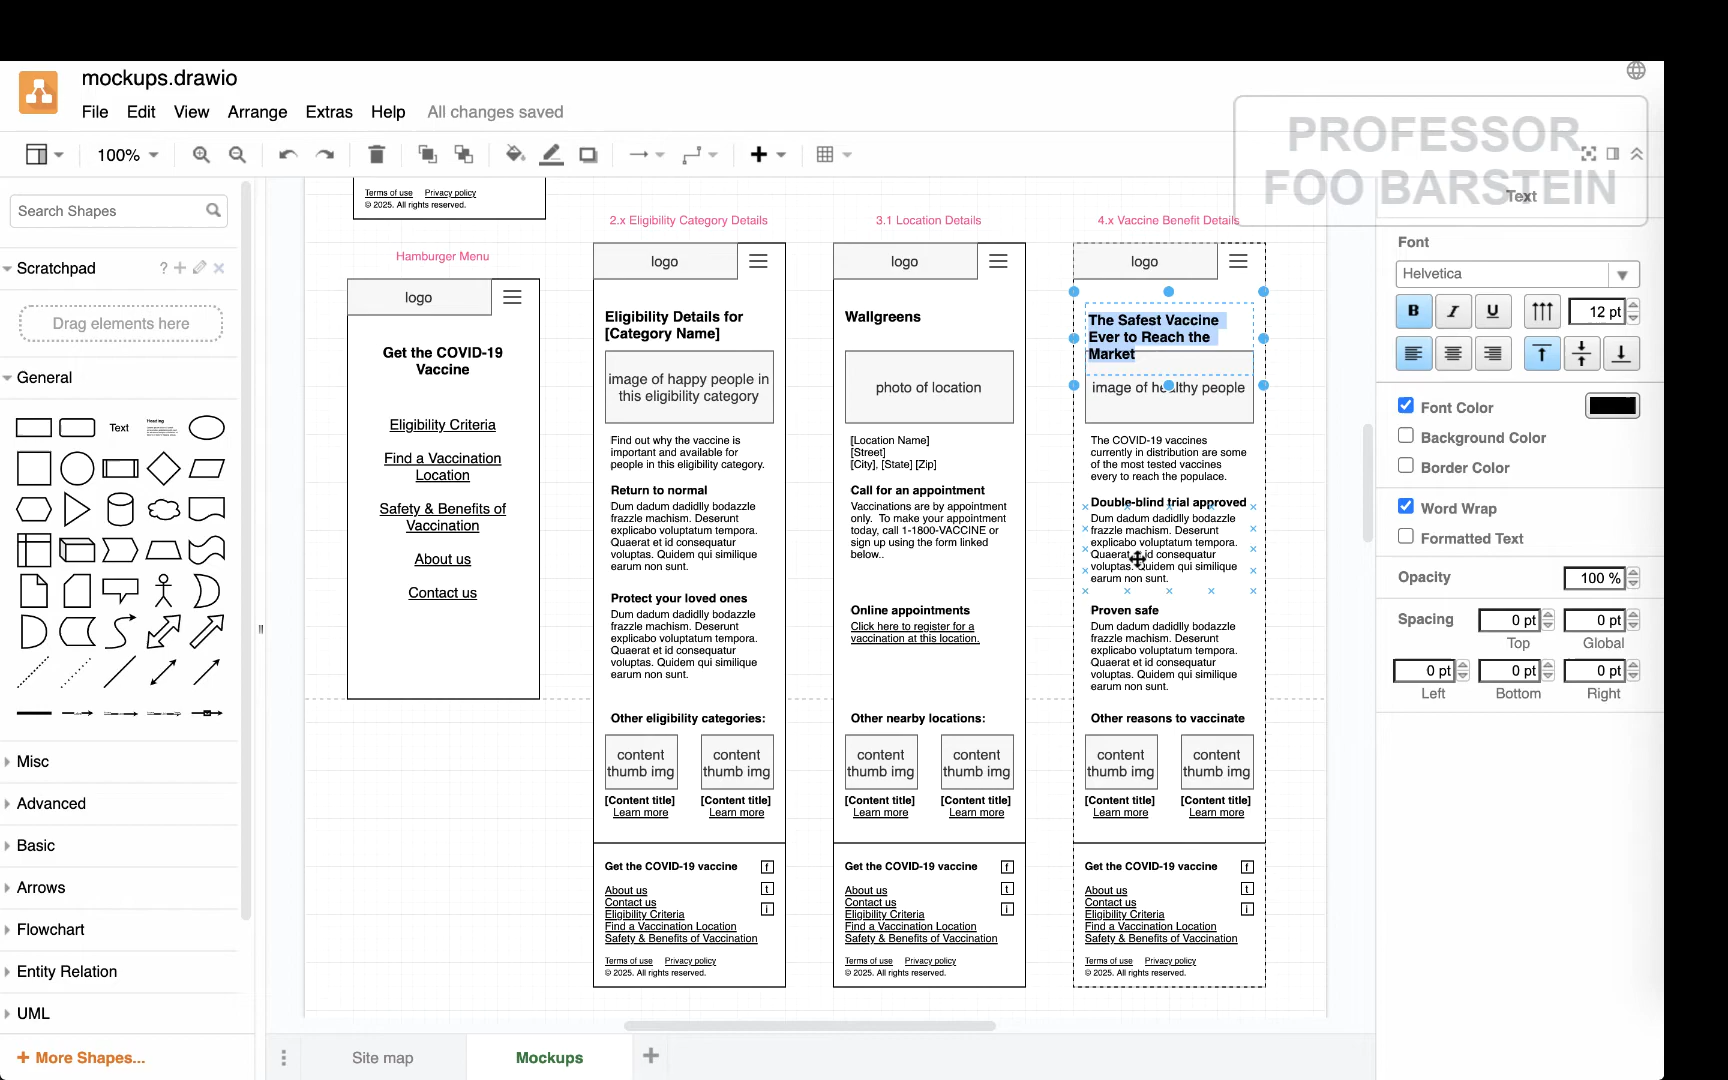 mockups.drawio
File Edit View Arrange Extras Help All changes saved
PROFESSOR
FOO BARSTEIN
100%
Search Shapes
Scratchpad
?
Drag elements here
General
Text
Heading
Misc
Advanced
Basic
Arrows
Flowchart
Entity Relation
UML
+ More Shapes...
Terms of use Privacy policy
© 2025. All rights reserved.
Hamburger Menu
logo
Get the COVID-19
Vaccine
Eligibility Criteria
Find a Vaccination
Location
Safety & Benefits of
Vaccination
About us
Contact us
2.x Eligibility Category Details
logo
Eligibility Details for
[Category Name]
image of happy people in
this eligibility category
Find out why the vaccine is
important and available for
people in this eligibility category.
Return to normal
Dum dadum dadidlly bodazzle
frazzle machism. Deserunt
explicabo voluptatum tempora.
Quaerat et id consequatur
voluptas. Quidem qui similique
earum non sunt.
Protect your loved ones
Dum dadum dadidlly bodazzle
frazzle machism. Deserunt
explicabo voluptatum tempora.
Quaerat et id consequatur
voluptas. Quidem qui similique
earum non sunt.
Other eligibility categories:
content
thumb img
content
thumb img
[Content title] [Content title]
Learn more Learn more
Get the COVID-19 vaccine f
About us t
Contact us
Eligibility Criteria i
Find a Vaccination Location
Safety & Benefits of Vaccination
Terms of use Privacy policy
© 2025. All rights reserved.
3.1 Location Details
logo
Wallgreens
photo of location
[Location Name]
[Street]
[City], [State] [Zip]
Call for an appointment
Vaccinations are by appointment
only. To make your appointment
today, call 1-1800-VACCINE or
sign up using the form linked
below..
Online appointments
Click here to register for a
vaccination at this location.
Other nearby locations:
content
thumb img
content
thumb img
[Content title] [Content title]
Learn more Learn more
Get the COVID-19 vaccine f
About us t
Contact us
Eligibility Criteria i
Find a Vaccination Location
Safety & Benefits of Vaccination
Terms of use Privacy policy
© 2025. All rights reserved.
4.x Vaccine Benefit Details
logo
The Safest Vaccine
Ever to Reach the
Market
image of healthy people
The COVID-19 vaccines
currently in distribution are some
of the most tested vaccines
every to reach the populace.
Double-blind trial approved
Dum dadum dadidlly bodazzle
frazzle machism. Deserunt
explicabo voluptatum tempora.
Quaerat et id consequatur
voluptas. Quidem qui similique
earum non sunt.
Proven safe
Dum dadum dadidlly bodazzle
frazzle machism. Deserunt
explicabo voluptatum tempora.
Quaerat et id consequatur
voluptas. Quidem qui similique
earum non sunt.
Other reasons to vaccinate
content
thumb img
content
thumb img
[Content title] [Content title]
Learn more Learn more
Get the COVID-19 vaccine f
About us t
Contact us
Eligibility Criteria i
Find a Vaccination Location
Safety & Benefits of Vaccination
Terms of use Privacy policy
© 2025. All rights reserved.
Text
Font
Helvetica
B I U 12 pt
Font Color
Background Color
Border Color
Word Wrap
Formatted Text
Opacity 100 %
Spacing 0 pt 0 pt
Top Global
0 pt 0 pt 0 pt
Left Bottom Right
Site map Mockups